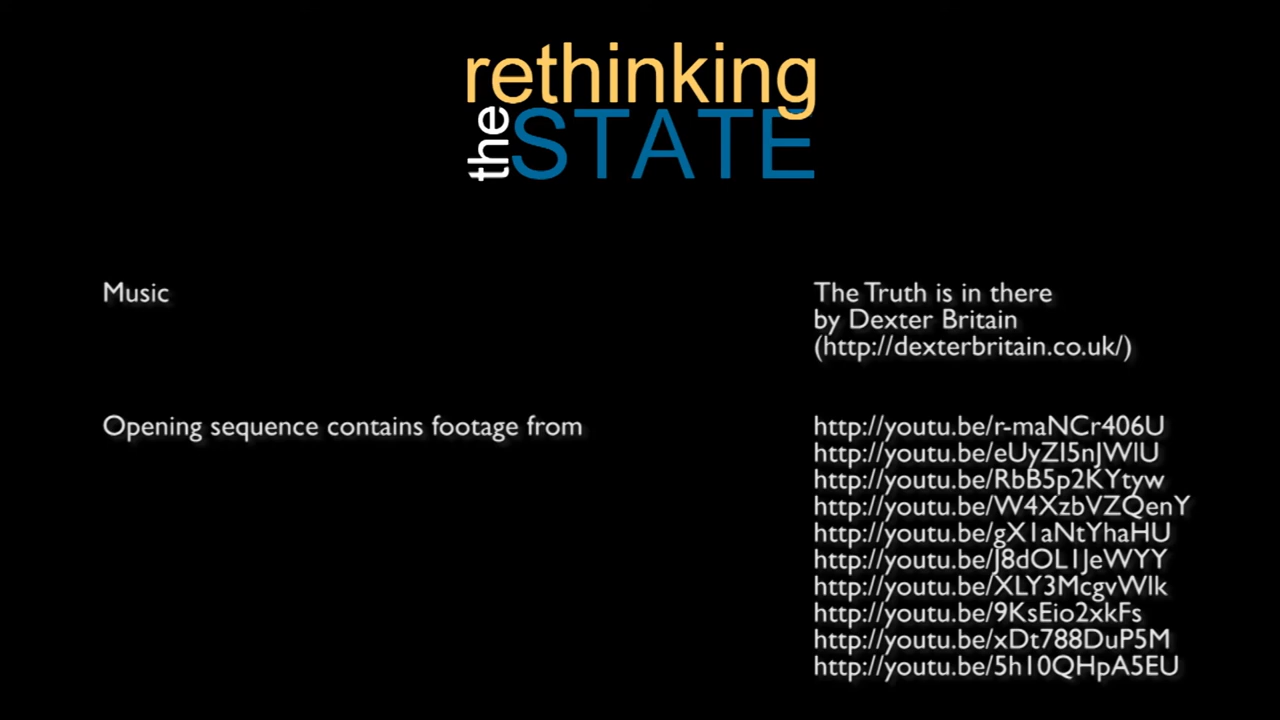 rethinking
the STATE
Music
The Truth is in there
by Dexter Britain
(http://dexterbritain.co.uk/)
Opening sequence contains footage from
http://youtu.be/r-maNCr406U
http://youtu.be/eUyZI5nJWlU
http://youtu.be/RbB5p2KYtyw
http://youtu.be/W4XzbVZQenY
http://youtu.be/gX1aNtYhaHU
http://youtu.be/J8dOL1JeWYY
http://youtu.be/XLY3McgvWlk
http://youtu.be/9KsEio2xkFs
http://youtu.be/xDt788DuP5M
http://youtu.be/5h10QHpA5EU